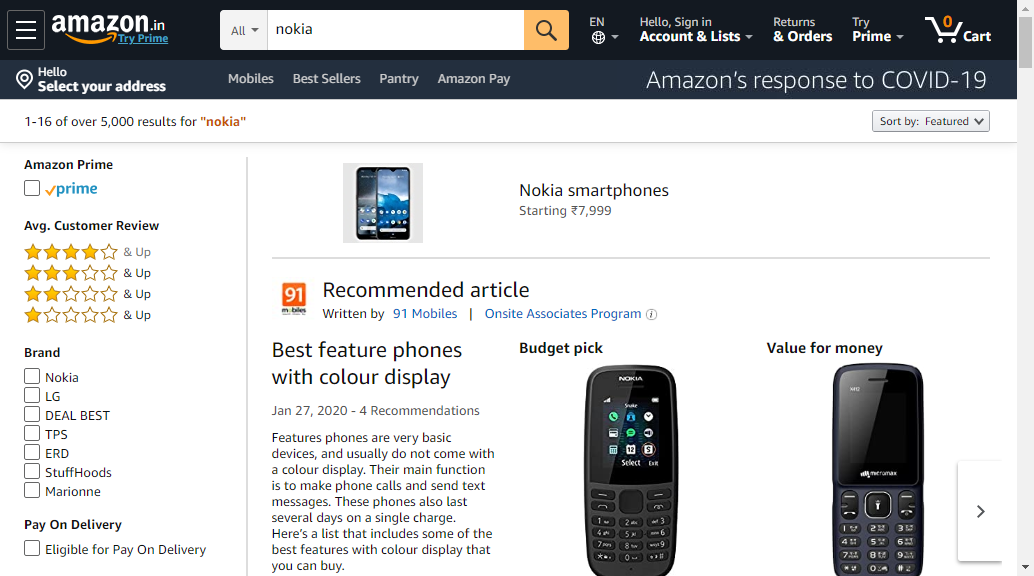 amazon.in
Try Prime
All
nokia
EN
Hello, Sign in
Account & Lists
Returns
& Orders
Try
Prime
0
Cart
Hello
Select your address
Mobiles
Best Sellers
Pantry
Amazon Pay
Amazon's response to COVID-19
1-16 of over 5,000 results for "nokia"
Sort by: Featured
Amazon Prime
prime
Avg. Customer Review
& Up
& Up
& Up
& Up
Brand
Nokia
LG
DEAL BEST
TPS
ERD
StuffHoods
Marionne
Pay On Delivery
Eligible for Pay On Delivery
Nokia smartphones
Starting ₹7,999
91
mobiles
Recommended article
Written by 91 Mobiles | Onsite Associates Program
Best feature phones
with colour display
Jan 27, 2020 - 4 Recommendations
Features phones are very basic
devices, and usually do not come with
a colour display. Their main function
is to make phone calls and send text
messages. These phones also last
several days on a single charge.
Here's a list that includes some of the
best features with colour display that
you can buy.
Budget pick
NOKIA
Snake
Select Exit
Value for money
micromax